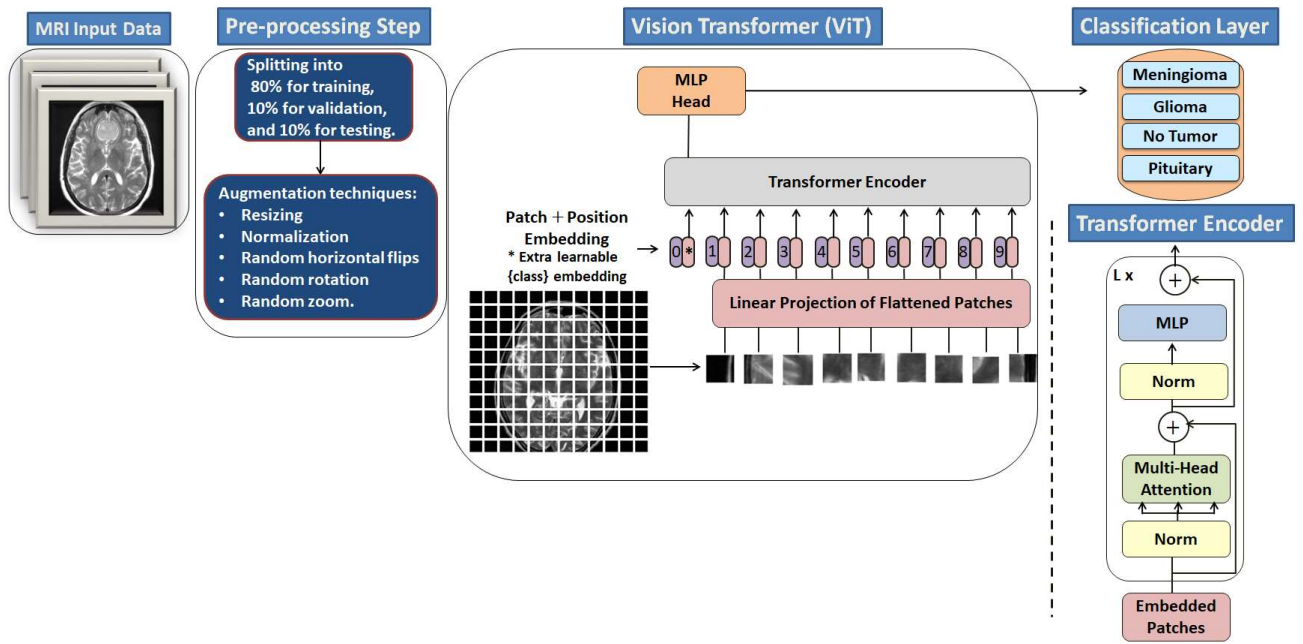 MRI Input Data
Pre-processing Step
Splitting into
80% for training,
10% for validation,
and 10% for testing.
Augmentation techniques:
• Resizing
• Normalization
• Random horizontal flips
• Random rotation
• Random zoom.
Vision Transformer (ViT)
MLP
Head
Transformer Encoder
Patch + Position
Embedding
* Extra learnable
{class} embedding
0 * 1 2 3 4 5 6 7 8 9
Linear Projection of Flattened Patches
Classification Layer
Meningioma
Glioma
No Tumor
Pituitary
Transformer Encoder
L x
+
MLP
Norm
+
Multi-Head
Attention
Norm
Embedded
Patches